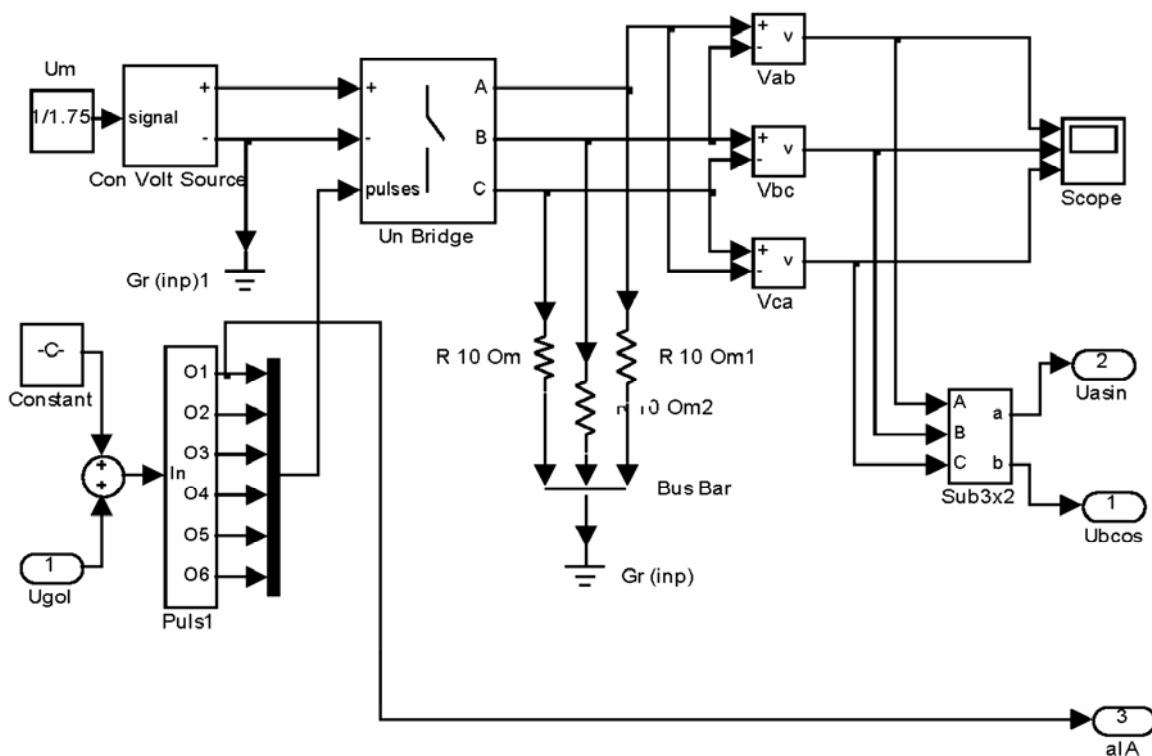 Um
1/1.75
signal
+
-
Con Volt Source
Gr (inp)1
+
-
pulses
A
B
C
Un Bridge
+
-
v
Vab
+
-
v
Vbc
+
-
v
Vca
Scope
-C-
Constant
+
+
1
Ugol
In
O1
O2
O3
O4
O5
O6
Puls1
R 10 Om
R 10 Om1
10 Om2
Bus Bar
Gr (inp)
A
B
C
a
b
Sub3x2
2
Uasin
1
Ubcos
3
alA